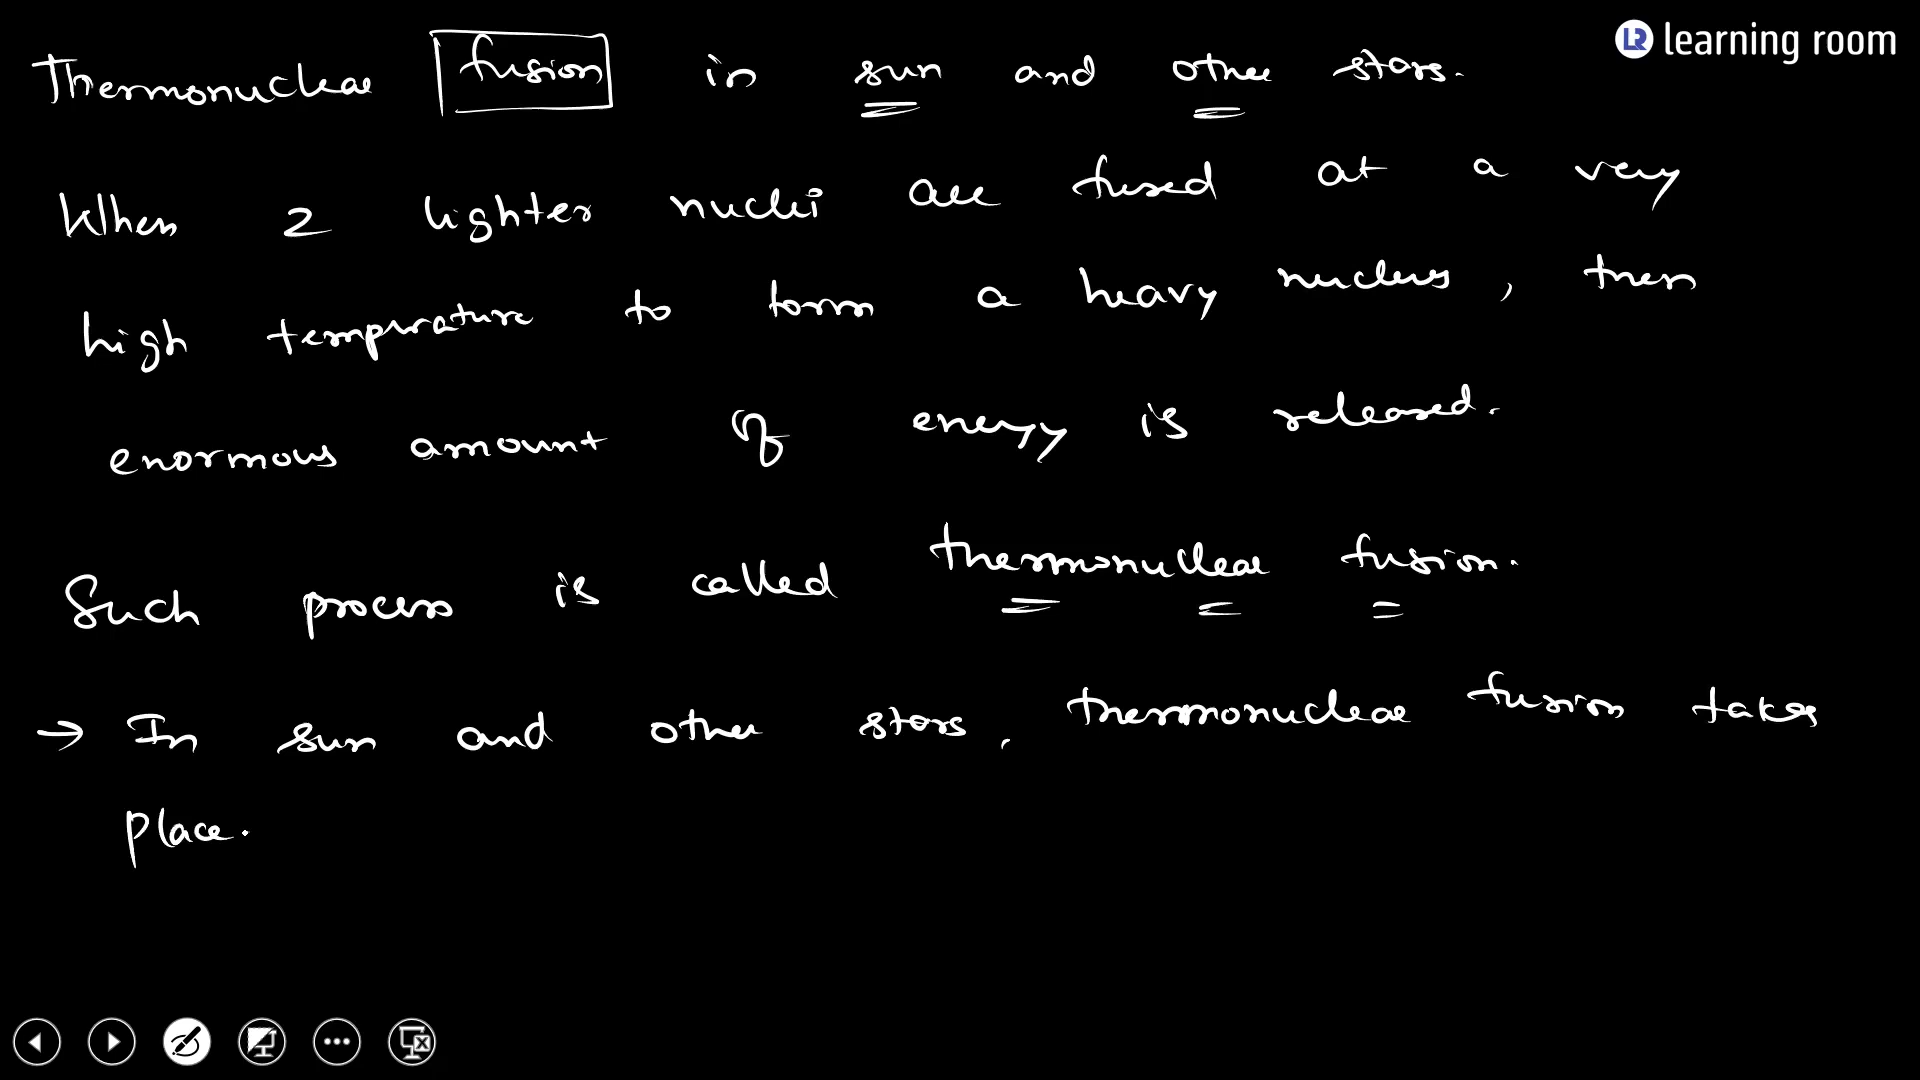 learning room
Thermonuclear fusion in sun and other stars.
When 2 lighter nuclei are fused at a very
high temperature to form a heavy nucleus, then
enormous amount of energy is released.
Such process is called thermonuclear fusion.
→ In sun and other stars, thermonuclear fusion takes
place.